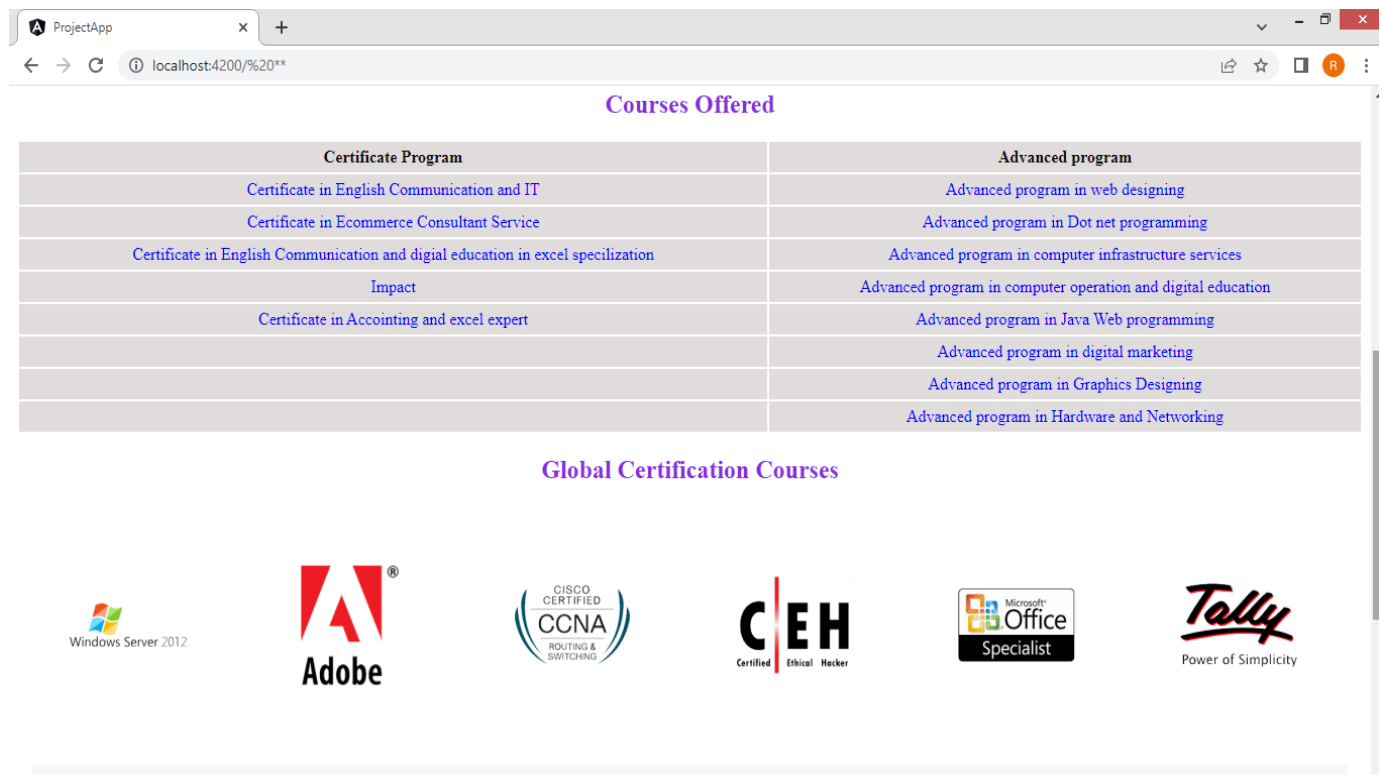 ProjectApp
localhost:4200/%20**
R
Courses Offered
Certificate Program Advanced program
Certificate in English Communication and IT Advanced program in web designing
Certificate in Ecommerce Consultant Service Advanced program in Dot net programming
Certificate in English Communication and digial education in excel specilization Advanced program in computer infrastructure services
Impact Advanced program in computer operation and digital education
Certificate in Accointing and excel expert Advanced program in Java Web programming
Advanced program in digital marketing
Advanced program in Graphics Designing
Advanced program in Hardware and Networking
Global Certification Courses
Windows Server 2012
®
Adobe
CISCO
CERTIFIED
CCNA
ROUTING &
SWITCHING
CEH
Certified Ethical Hacker
Microsoft
Office
Specialist
Tally
Power of Simplicity